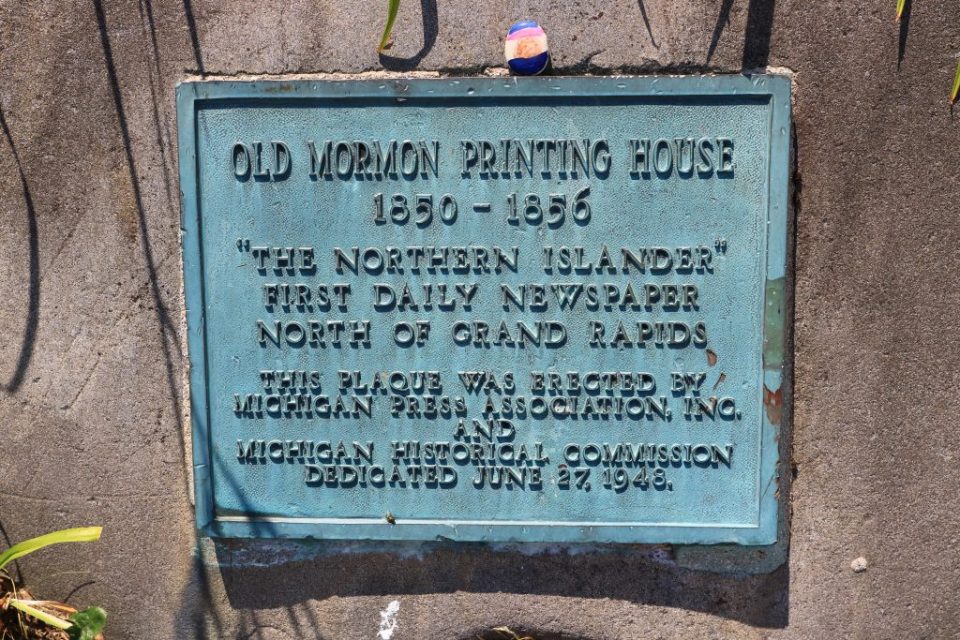 OLD MORMON PRINTING HOUSE
1850 - 1856
"THE NORTHERN ISLANDER"
FIRST DAILY NEWSPAPER
NORTH OF GRAND RAPIDS
THIS PLAQUE WAS ERECTED BY
MICHIGAN PRESS ASSOCIATION, INC.
AND
MICHIGAN HISTORICAL COMMISSION
DEDICATED JUNE 27, 1948.